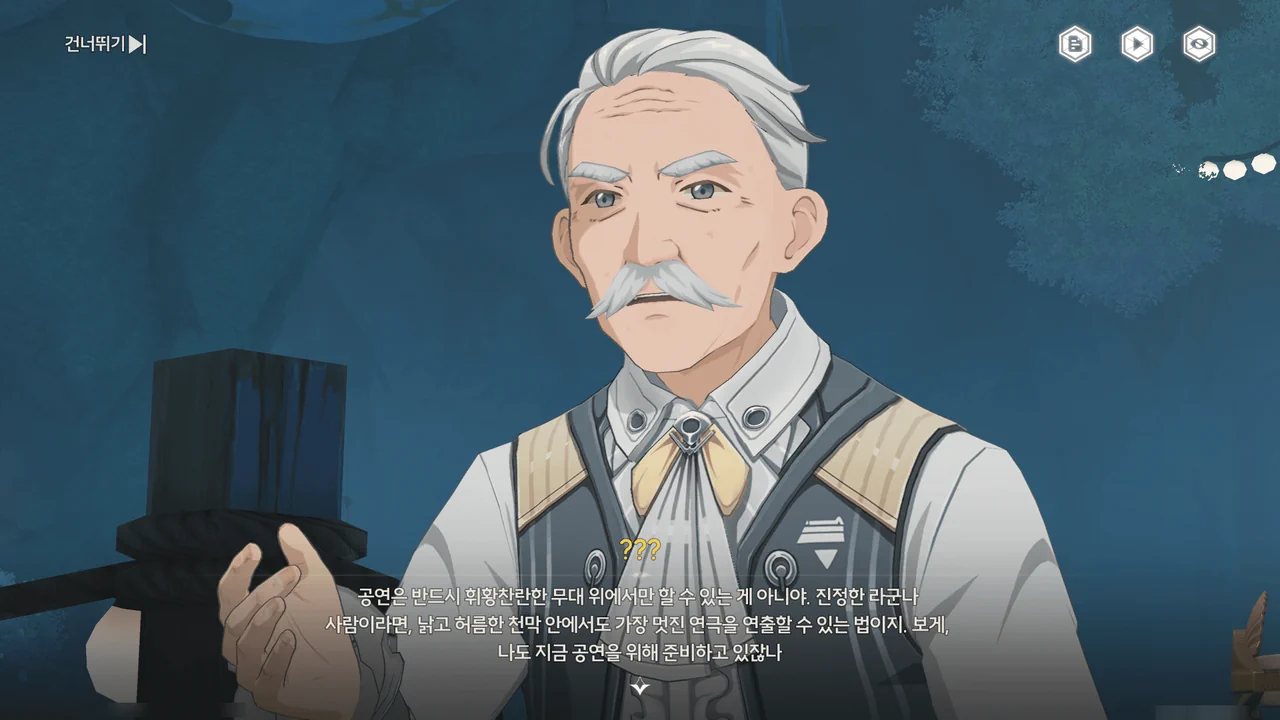 건너뛰기
???
공연은 반드시 휘황찬란한 무대 위에서만 할 수 있는 게 아니야. 진정한 라군나
사람이라면, 낡고 허름한 천막 안에서도 가장 멋진 연극을 연출할 수 있는 법이지. 보게,
나도 지금 공연을 위해 준비하고 있잖나